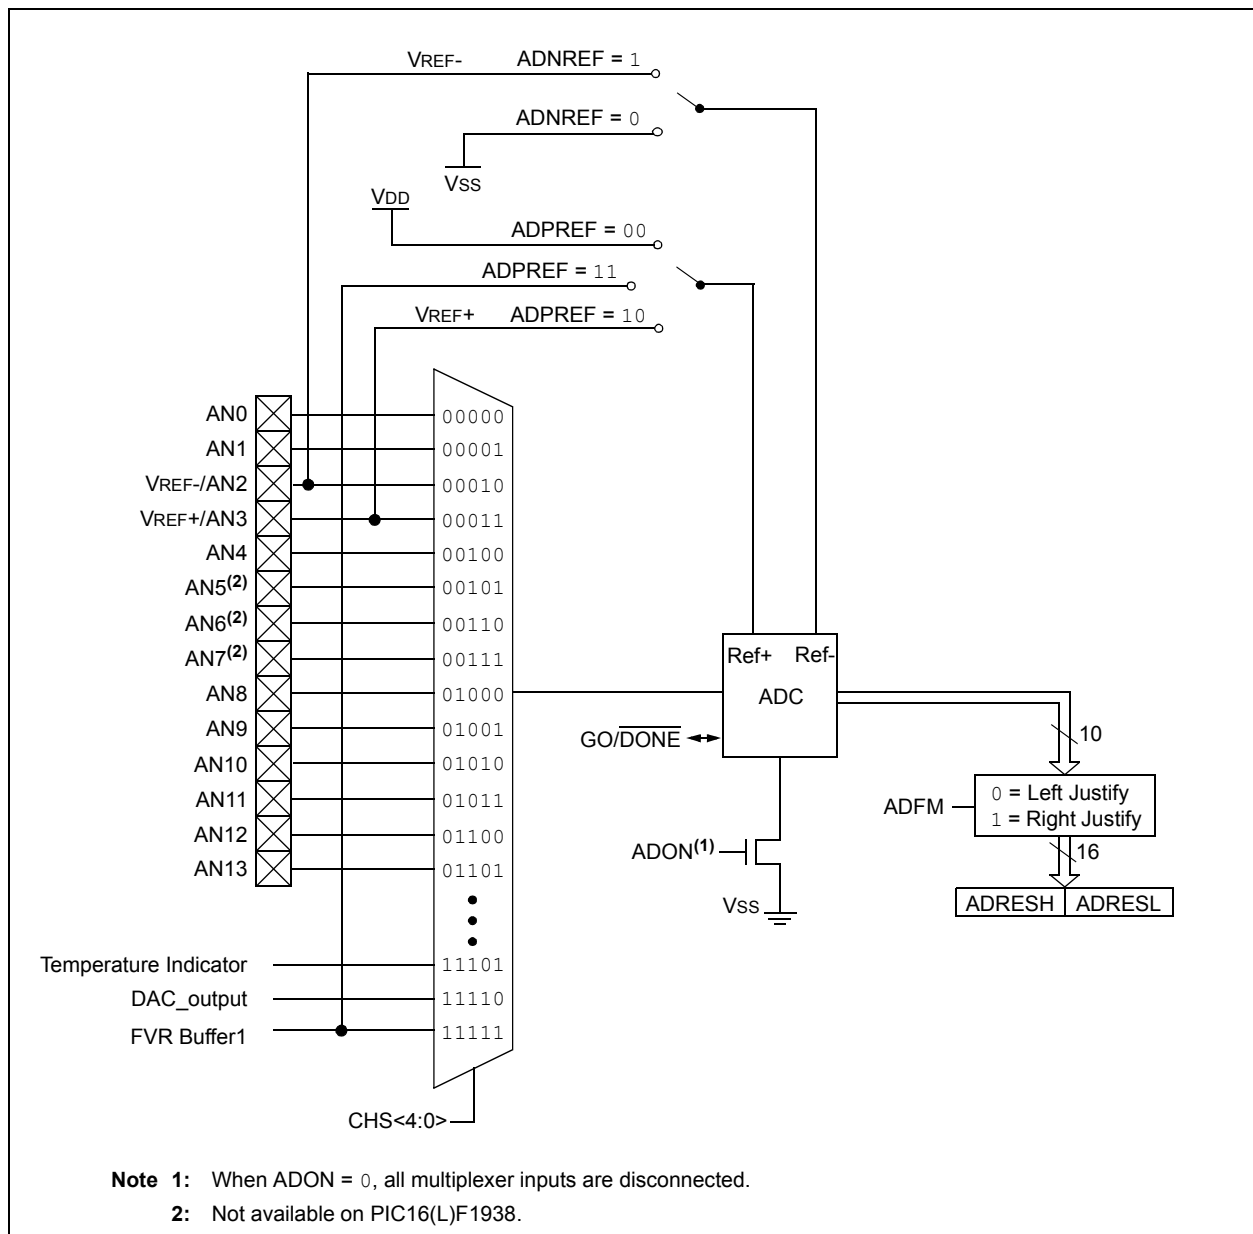 VREF- ADNREF = 1
ADNREF = 0
VSS
VDD
ADPREF = 00
ADPREF = 11
VREF+ ADPREF = 10
AN0 00000
AN1 00001
VREF-/AN2 00010
VREF+/AN3 00011
AN4 00100
AN5(2) 00101
AN6(2) 00110
AN7(2) 00111
AN8 01000
AN9 01001
AN10 01010
AN11 01011
AN12 01100
AN13 01101
Temperature Indicator 11101
DAC_output 11110
FVR Buffer1 11111
CHS<4:0>
Ref+ Ref-
ADC
GO/DONE
10
ADFM
0 = Left Justify
1 = Right Justify
16
ADON(1)
VSS
ADRESH ADRESL
Note 1: When ADON = 0, all multiplexer inputs are disconnected.
2: Not available on PIC16(L)F1938.